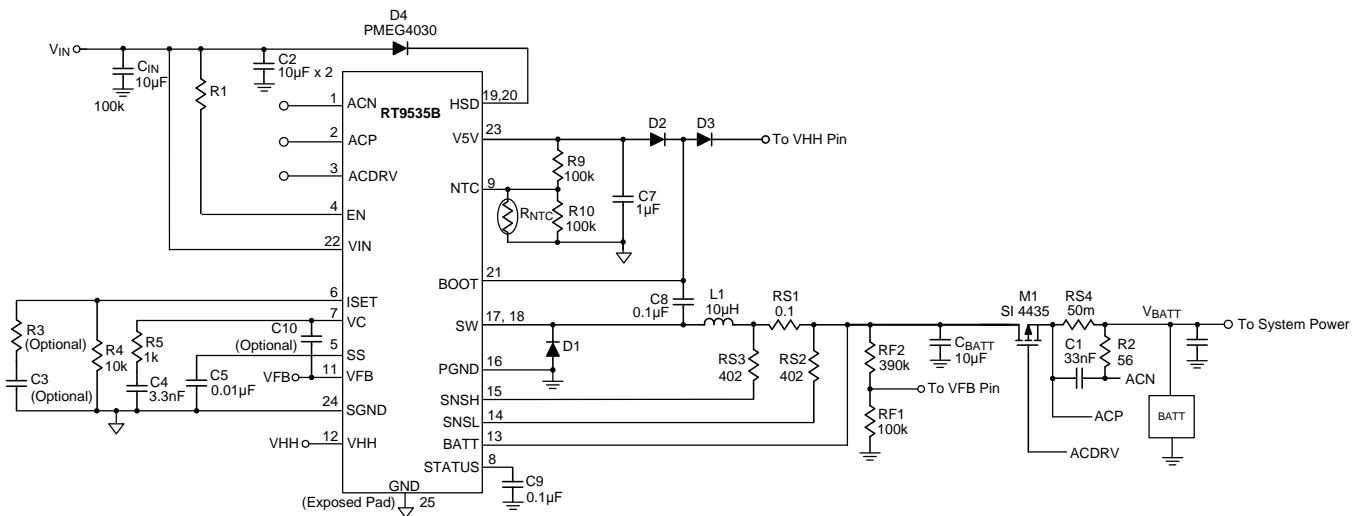 D4
PMEG4030
VIN
CIN
10µF
100k
R1
C2
10µF x 2
RT9535B
1
ACN
2
ACP
3
ACDRV
4
EN
22
VIN
6
ISET
7
VC
5
SS
11
VFB
24
SGND
12
VHH
GND
25
(Exposed Pad)
HSD
19,20
V5V
23
NTC
9
BOOT
21
SW
17, 18
PGND
16
SNSH
15
SNSL
14
BATT
13
STATUS
8
R3
(Optional)
C3
(Optional)
R4
10k
R5
1k
C4
3.3nF
C5
0.01µF
C10
(Optional)
VFB
VHH
D2
D3
To VHH Pin
R9
100k
RNTC
R10
100k
C7
1µF
C8
0.1µF
L1
10µH
RS1
0.1
D1
RS3
402
RS2
402
RF2
390k
To VFB Pin
RF1
100k
CBATT
10µF
M1
SI 4435
RS4
50m
C1
33nF
R2
56
ACN
ACP
ACDRV
VBATT
To System Power
BATT
C9
0.1µF